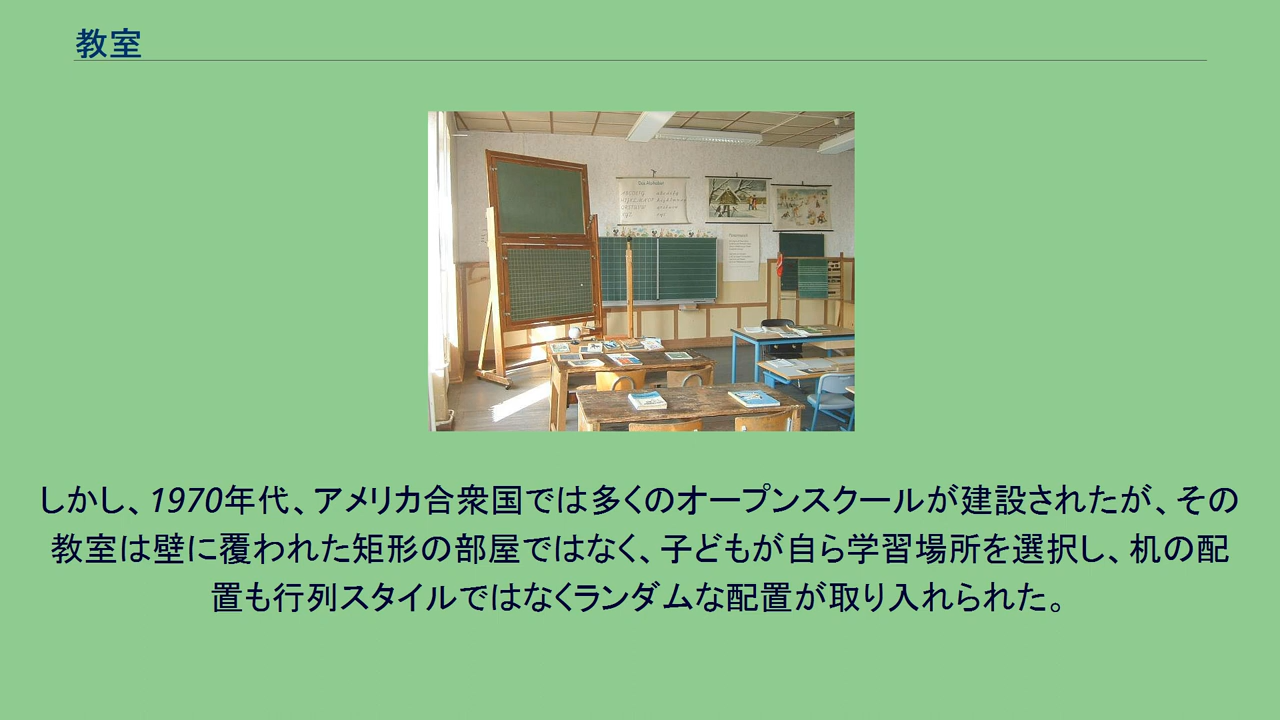 教室
Das Alphabet
しかし、1970年代、アメリカ合衆国では多くのオープンスクールが建設されたが、その
教室は壁に覆われた矩形の部屋ではなく、子どもが自ら学習場所を選択し、机の配
置も行列スタイルではなくランダムな配置が取り入れられた。